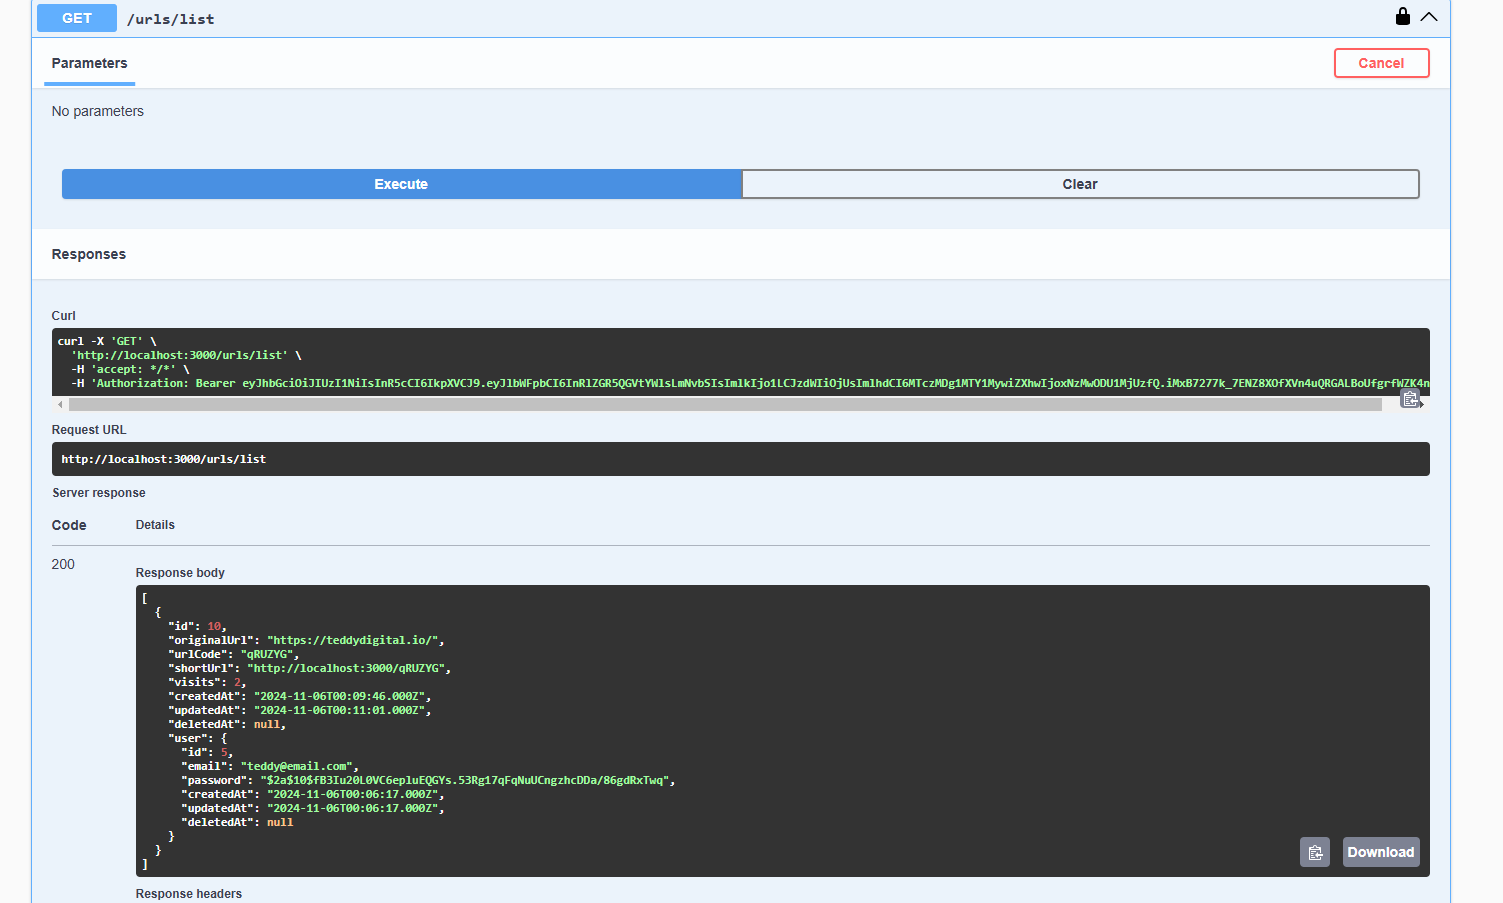 GET /urls/list
Parameters
Cancel
No parameters
Execute
Clear
Responses
Curl
curl -X 'GET' \
'http://localhost:3000/urls/list' \
-H 'accept: */*' \
-H 'Authorization: Bearer
Request URL
http://localhost:3000/urls/list
Server response
Code Details
200
Response body
[
{
"id": 10,
"originalUrl": "https://teddydigital.io/",
"urlCode": "qRUZYG",
"shortUrl": "http://localhost:3000/qRUZYG",
"visits": 2,
"createdAt": "2024-11-06T00:09:46.000Z",
"updatedAt": "2024-11-06T00:11:01.000Z",
"deletedAt": null,
"user": {
"id": 5,
"email": "teddy@email.com",
"password": "$2a$10$fB3Iu20L0VC6epluEQGYs.53Rg17qFqNuUCngzhcDDa/86gdRxTwq",
"createdAt": "2024-11-06T00:06:17.000Z",
"updatedAt": "2024-11-06T00:06:17.000Z",
"deletedAt": null
}
}
]
Download
Response headers